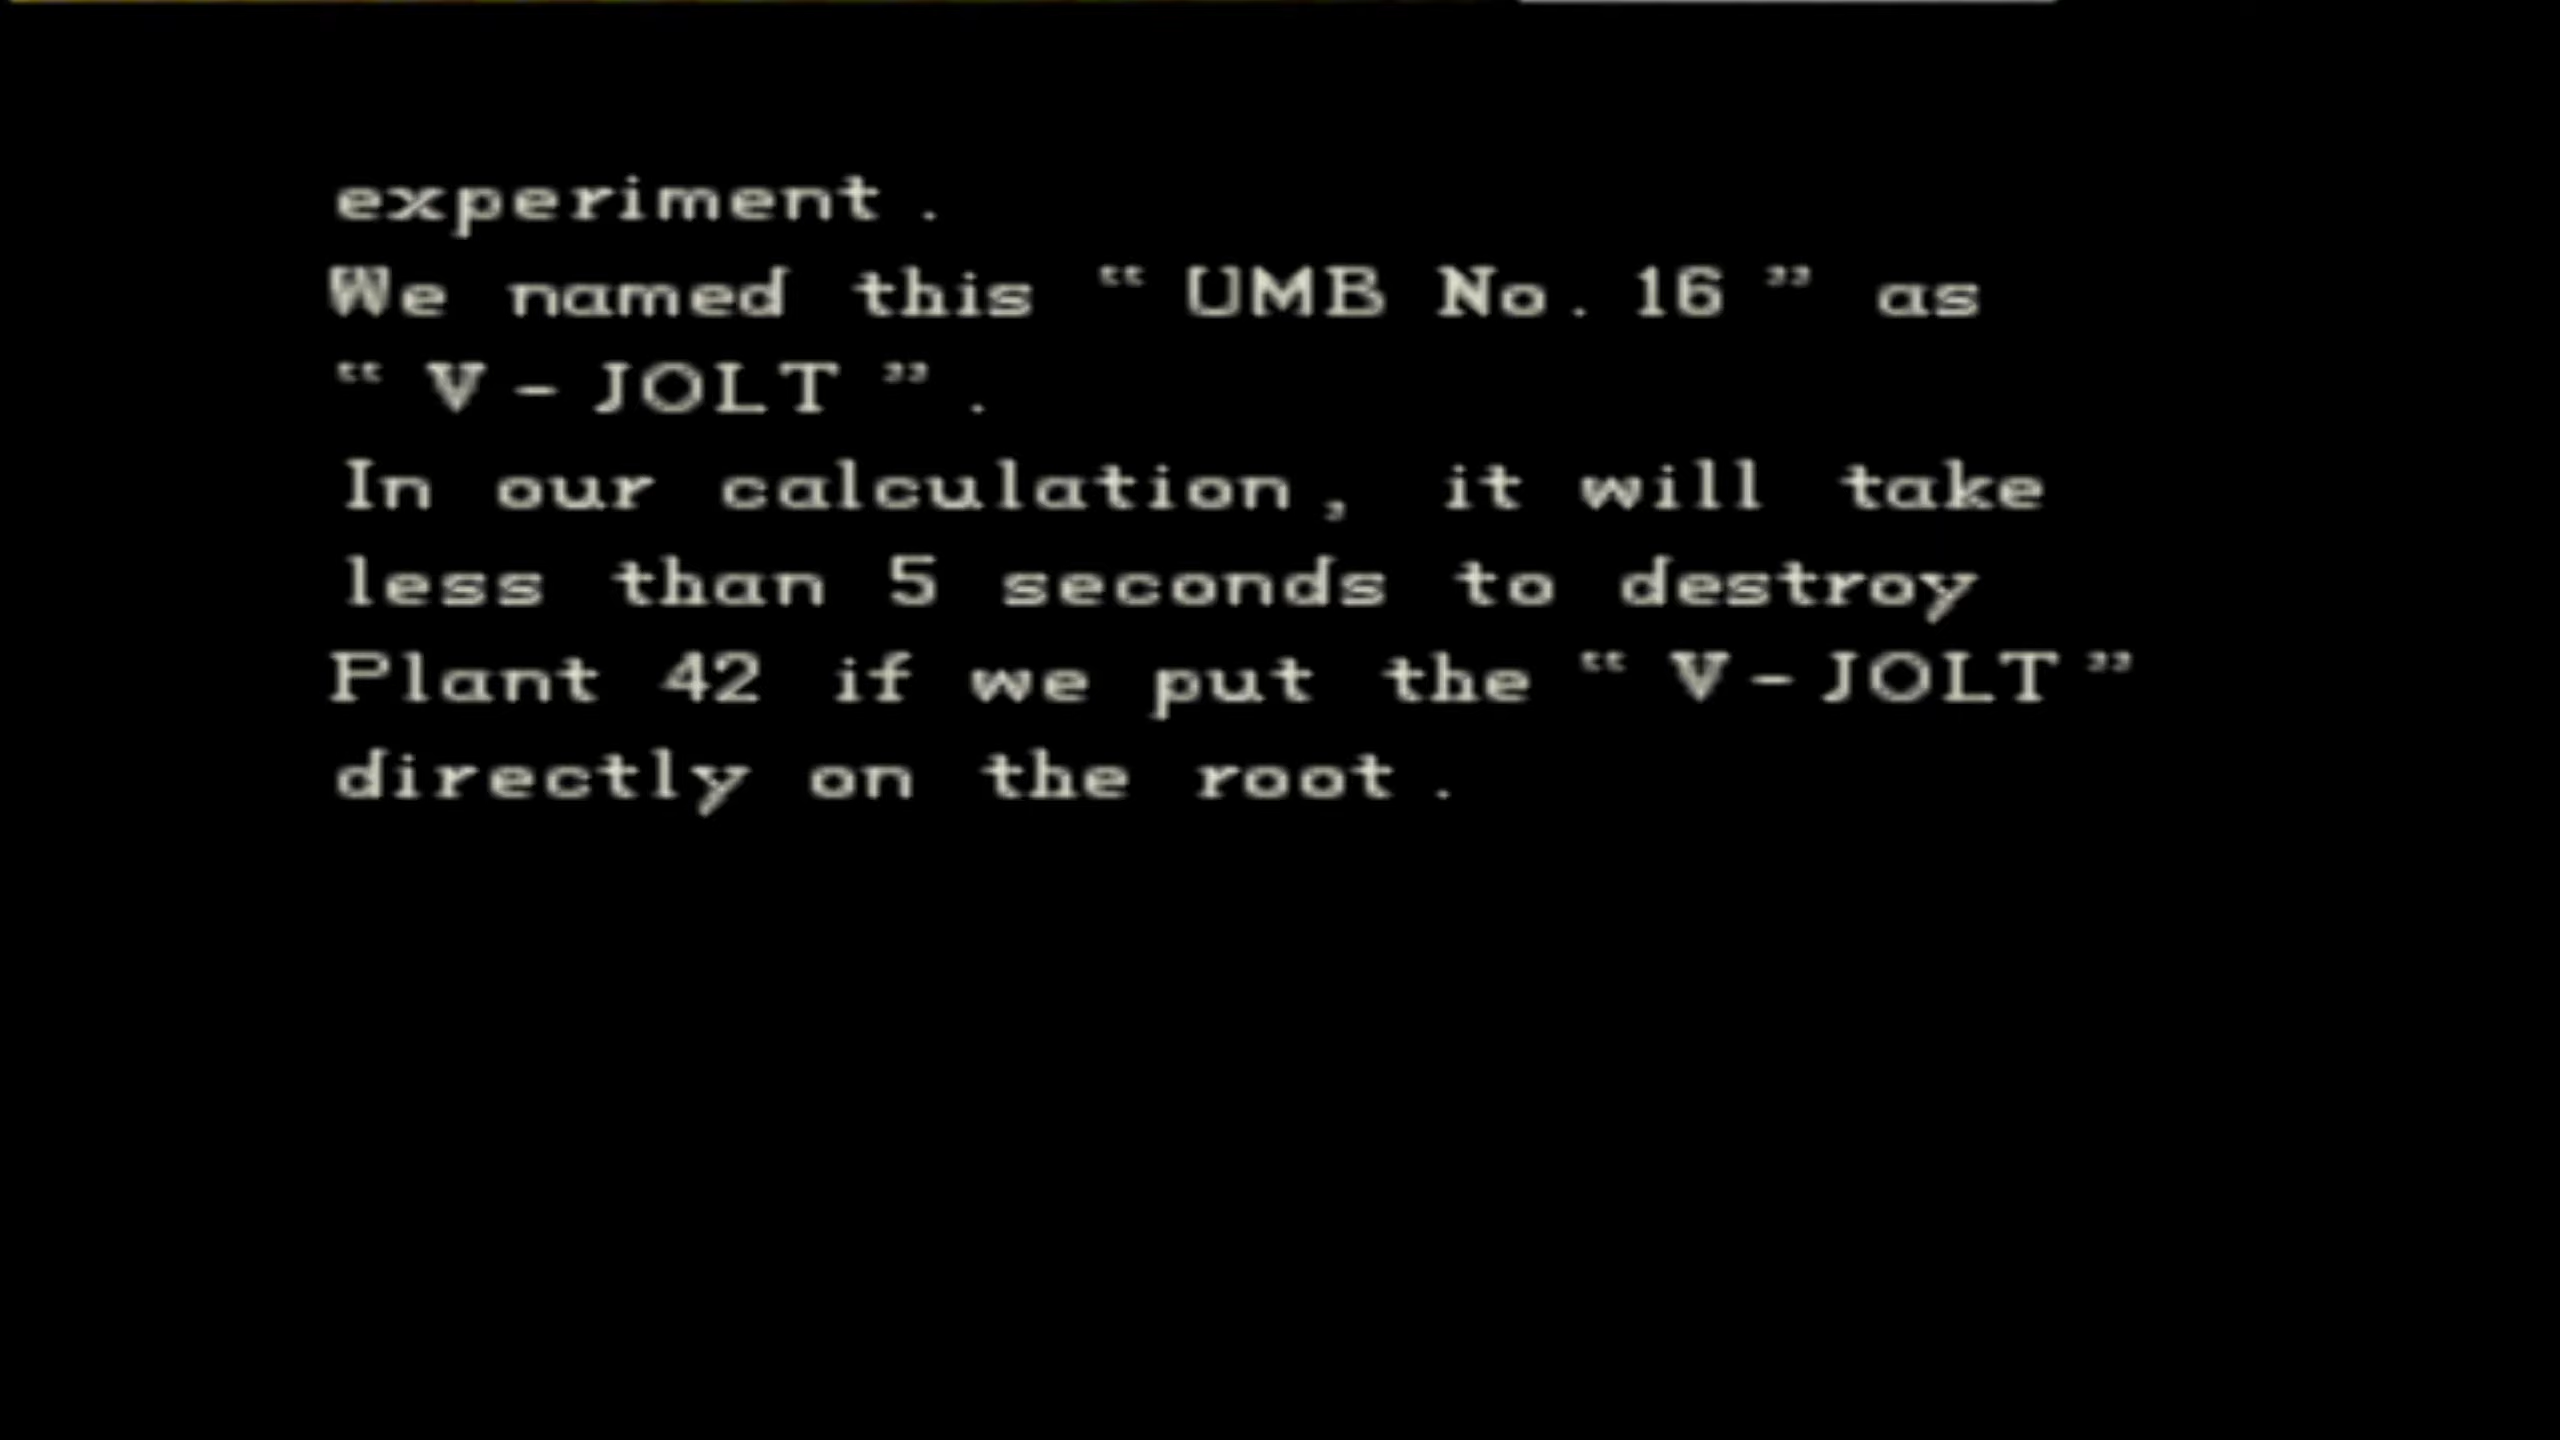 experiment.
We named this “UMB No.16” as
“V-JOLT”.
In our calculation, it will take
less than 5 seconds to destroy
Plant 42 if we put the “V-JOLT”
directly on the root.